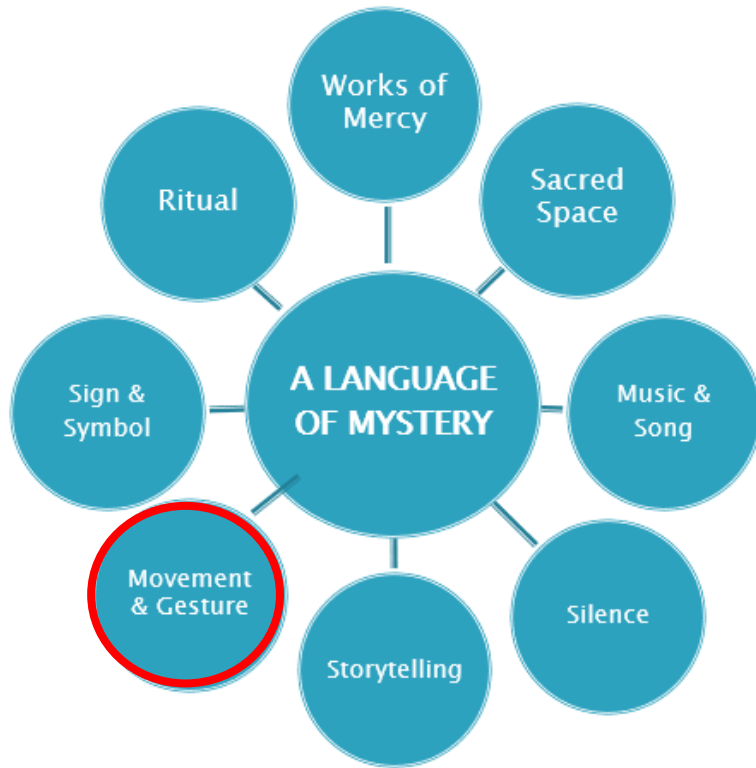 Works of
Mercy
Ritual
Sacred
Space
A LANGUAGE
OF MYSTERY
Sign &
Symbol
Music &
Song
Movement
& Gesture
Silence
Storytelling